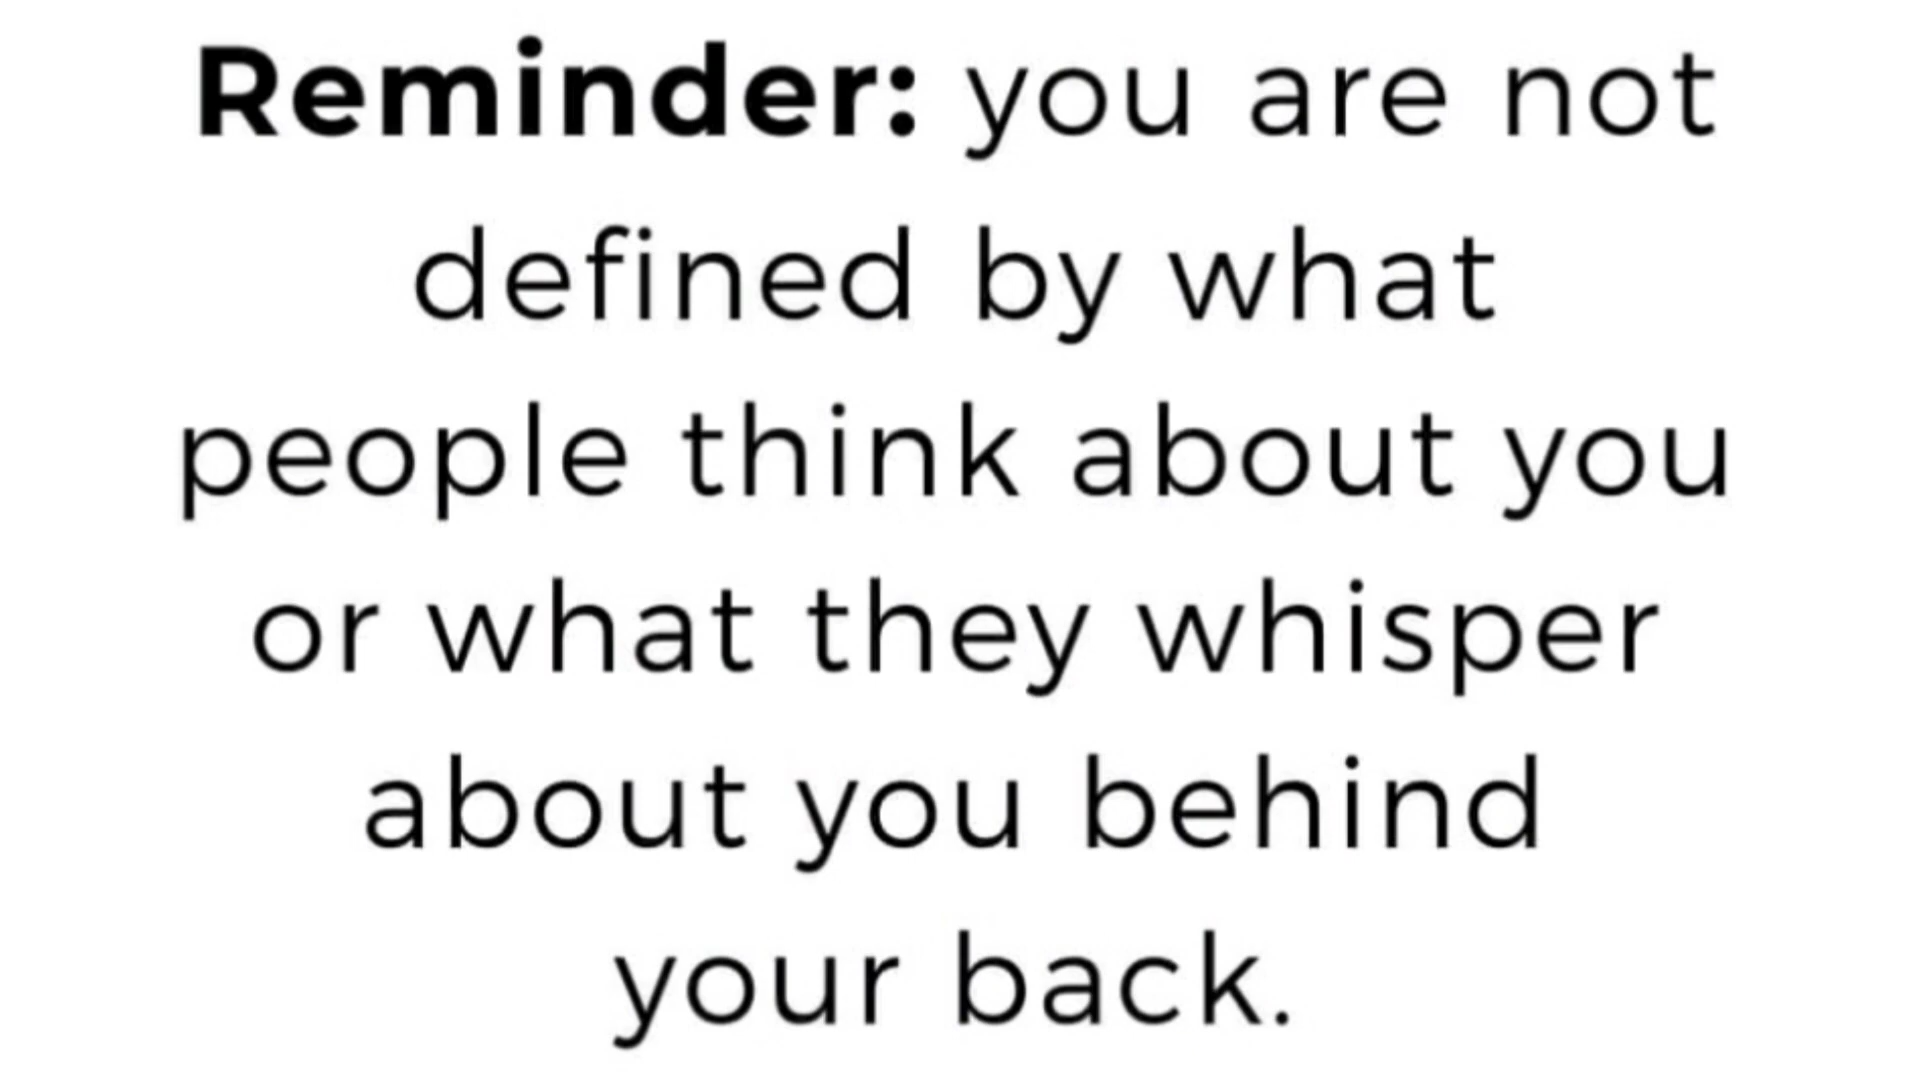 Reminder: you are not
defined by what
people think about you
or what they whisper
about you behind
your back.